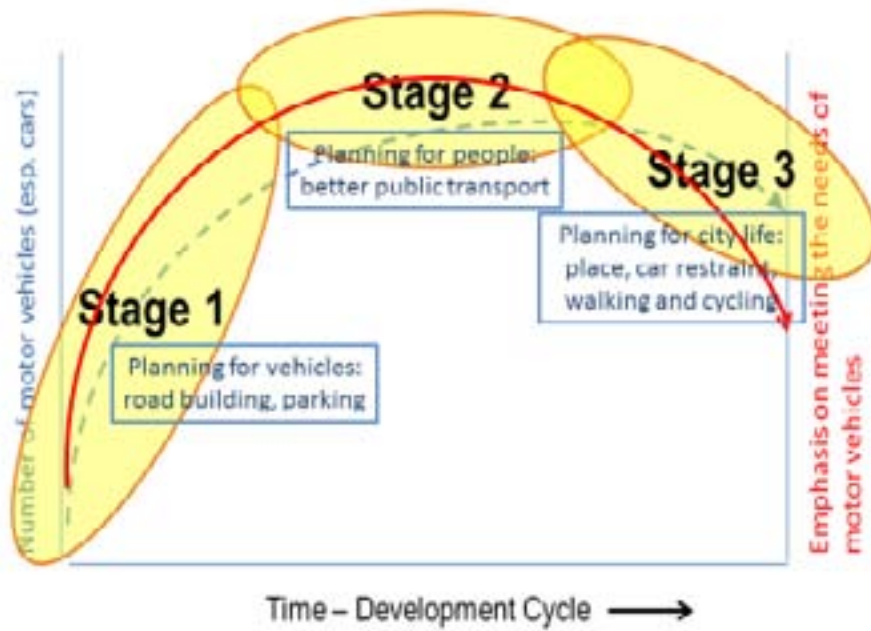 Number of motor vehicles (esp. cars)
Stage 1
Planning for vehicles:
road building, parking
Stage 2
Planning for people:
better public transport
Stage 3
Planning for city life:
place, car restraint,
walking and cycling
Emphasis on meeting the needs of
motor vehicles
Time – Development Cycle